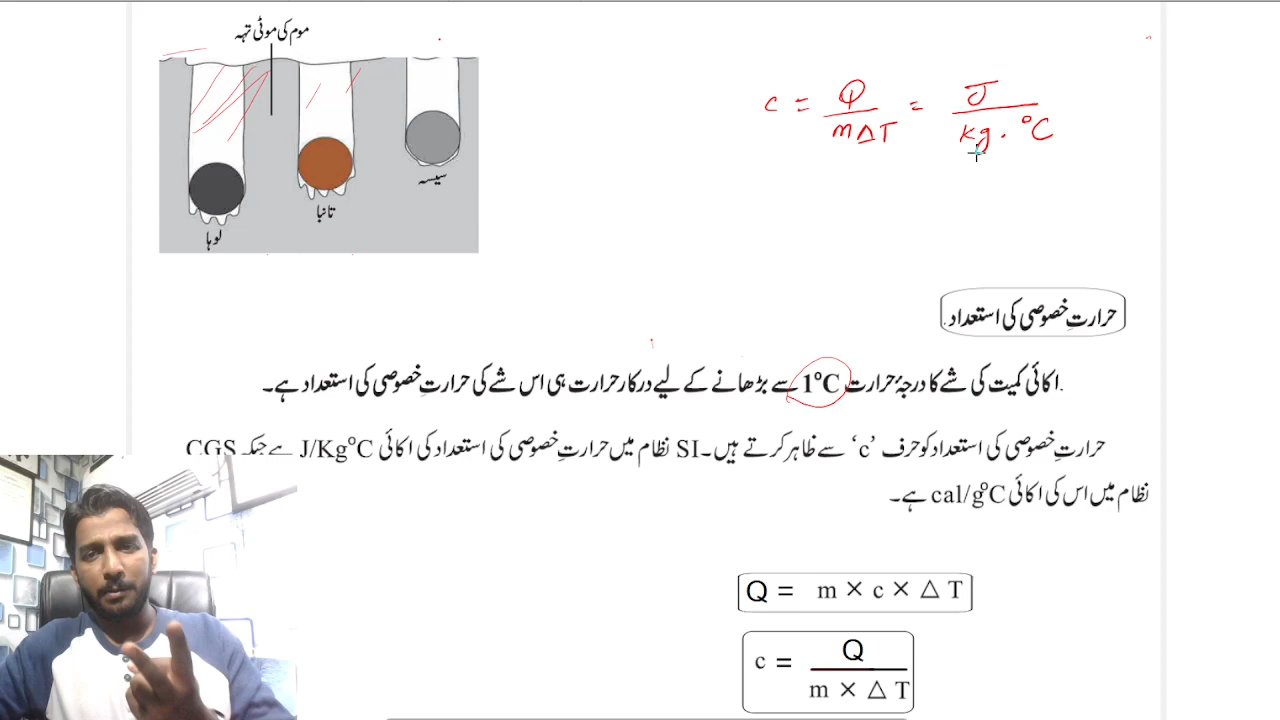 موم کی موٹی تہہ
سیسہ
تانبا
لوہا
c = Q / m∆T = J / kg . °C
حرارتِ خصوصی کی استعداد
اکائی کمیت کی شے کا درجۂ حرارت 1°C سے بڑھانے کے لیے درکار حرارت ہی اس شے کی حرارتِ خصوصی کی استعداد ہے۔
حرارتِ خصوصی کی استعداد کو حرف ’c‘ سے ظاہر کرتے ہیں۔ SI نظام میں حرارتِ خصوصی کی استعداد کی اکائی J/Kg°C ہے جبکہ CGS
نظام میں اس کی اکائی cal/g°C ہے۔
Q = m × c × △ T
c = Q / m × △ T